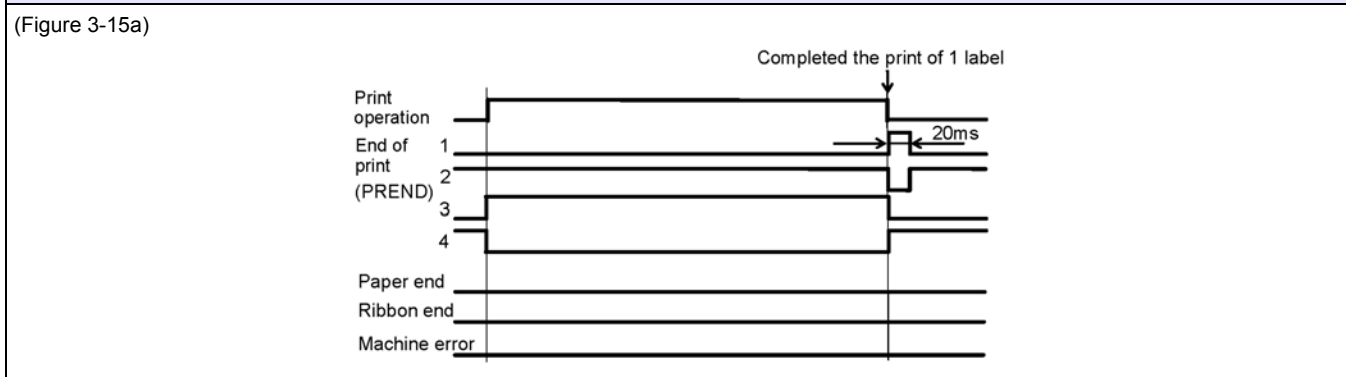 (Figure 3-15a)
Completed the print of 1 label
Print
operation
End of 1
20ms
print
2
(PREND)
3
4
Paper end
Ribbon end
Machine error